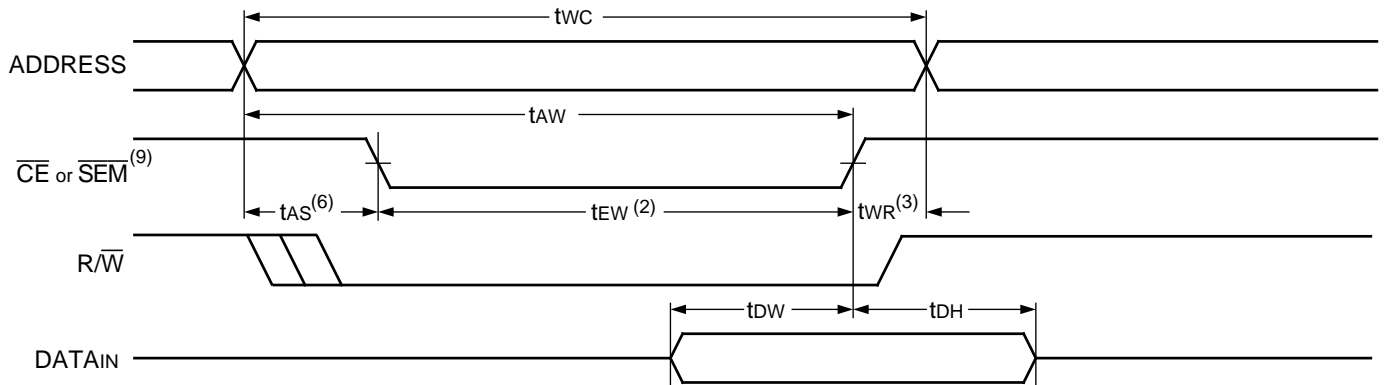 tWC
ADDRESS
tAW
CE or SEM(9)
tAS(6)
tEW (2)
tWR(3)
R/W
tDW
tDH
DATAIN